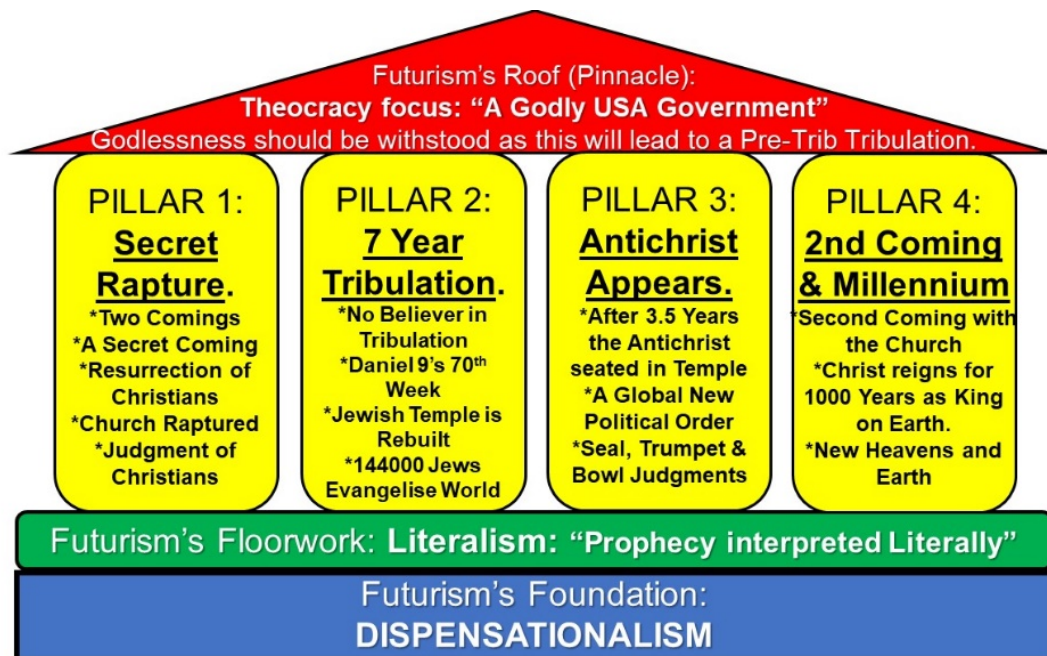 Futurism's Roof (Pinnacle):
Theocracy focus: “A Godly USA Government”
Godlessness should be withstood as this will lead to a Pre-Trib Tribulation.
PILLAR 1:
Secret
Rapture.
*Two Comings
*A Secret Coming
*Resurrection of
Christians
*Church Raptured
*Judgment of
Christians
PILLAR 2:
7 Year
Tribulation.
*No Believer in
Tribulation
*Daniel 9’s 70th
Week
*Jewish Temple is
Rebuilt
*144000 Jews
Evangelise World
PILLAR 3:
Antichrist
Appears.
*After 3.5 Years
the Antichrist
seated in Temple
*A Global New
Political Order
*Seal, Trumpet &
Bowl Judgments
PILLAR 4:
2nd Coming
& Millennium
*Second Coming with
the Church
*Christ reigns for
1000 Years as King
on Earth.
*New Heavens and
Earth
Futurism's Floorwork: Literalism: “Prophecy interpreted Literally”
Futurism's Foundation:
DISPENSATIONALISM